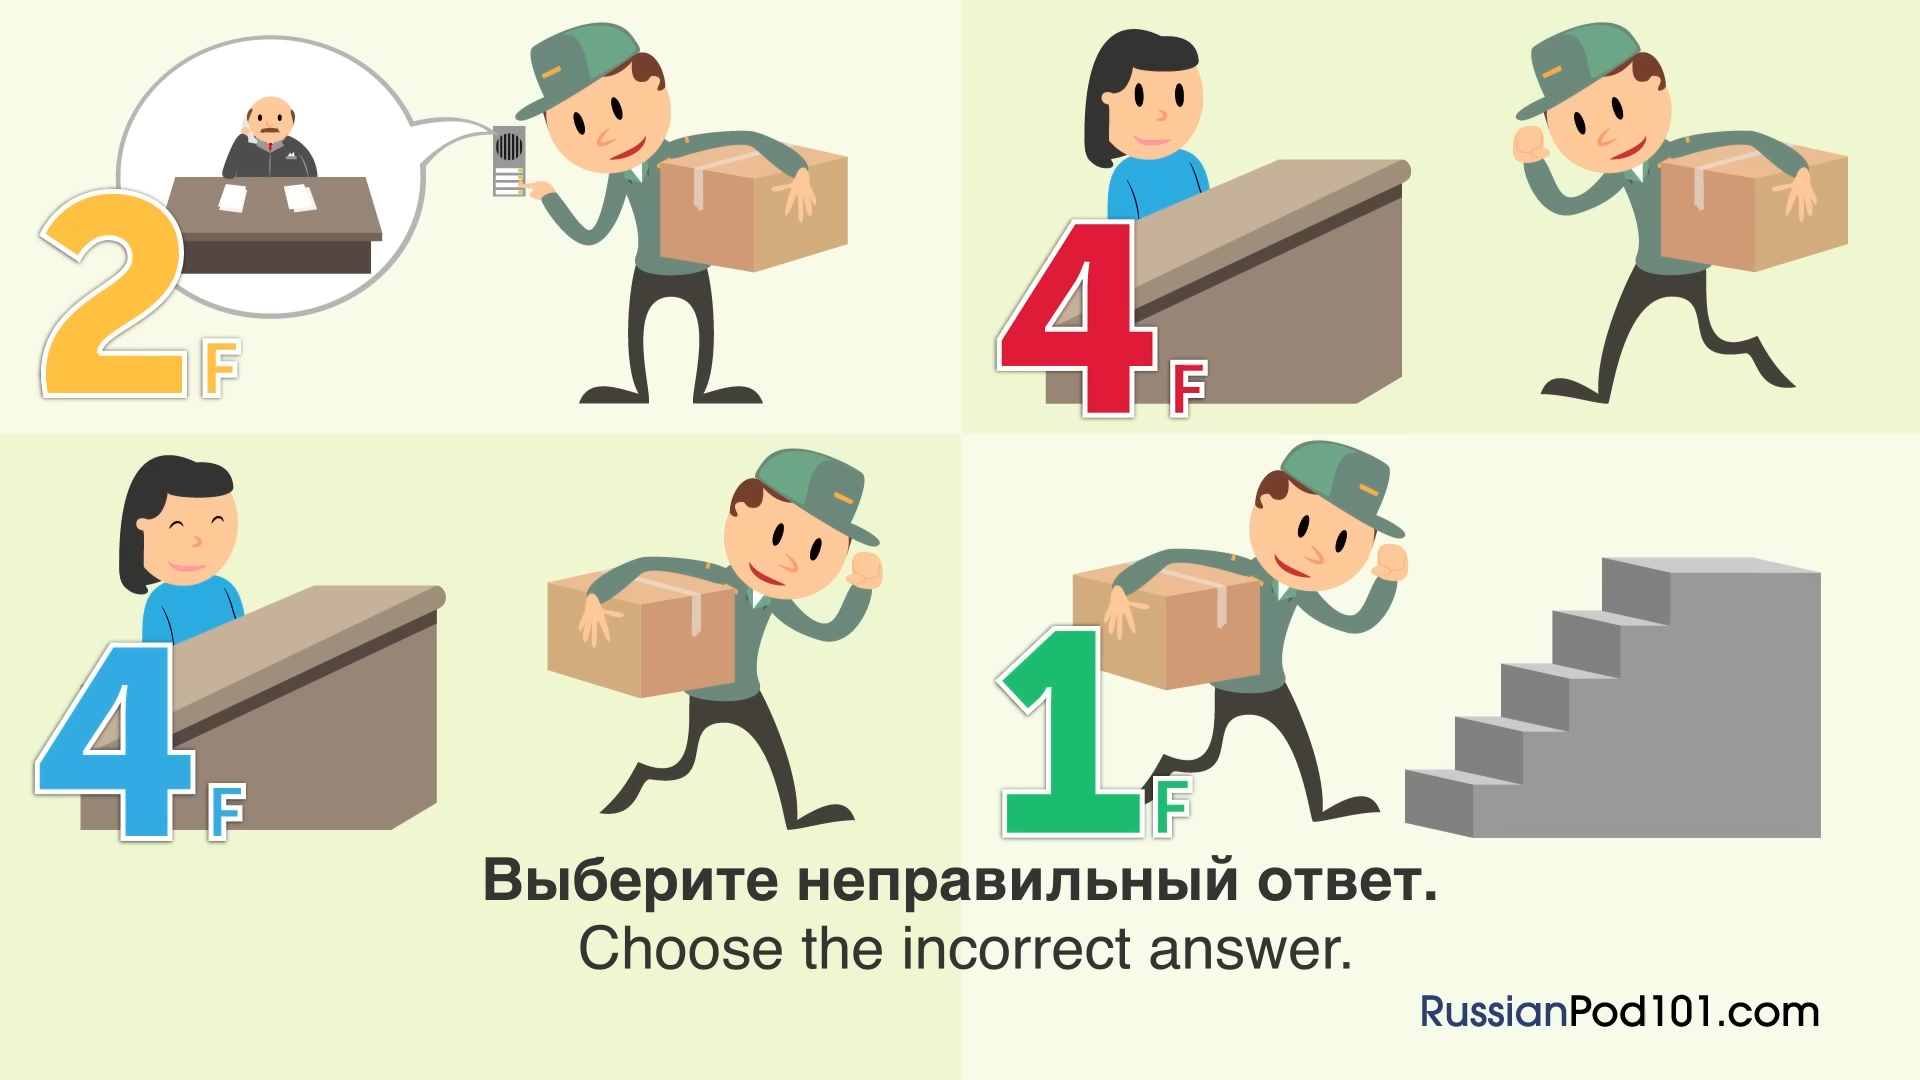 2F
4F
4F
1F
Выберите неправильный ответ.
Choose the incorrect answer.
RussianPod101.com